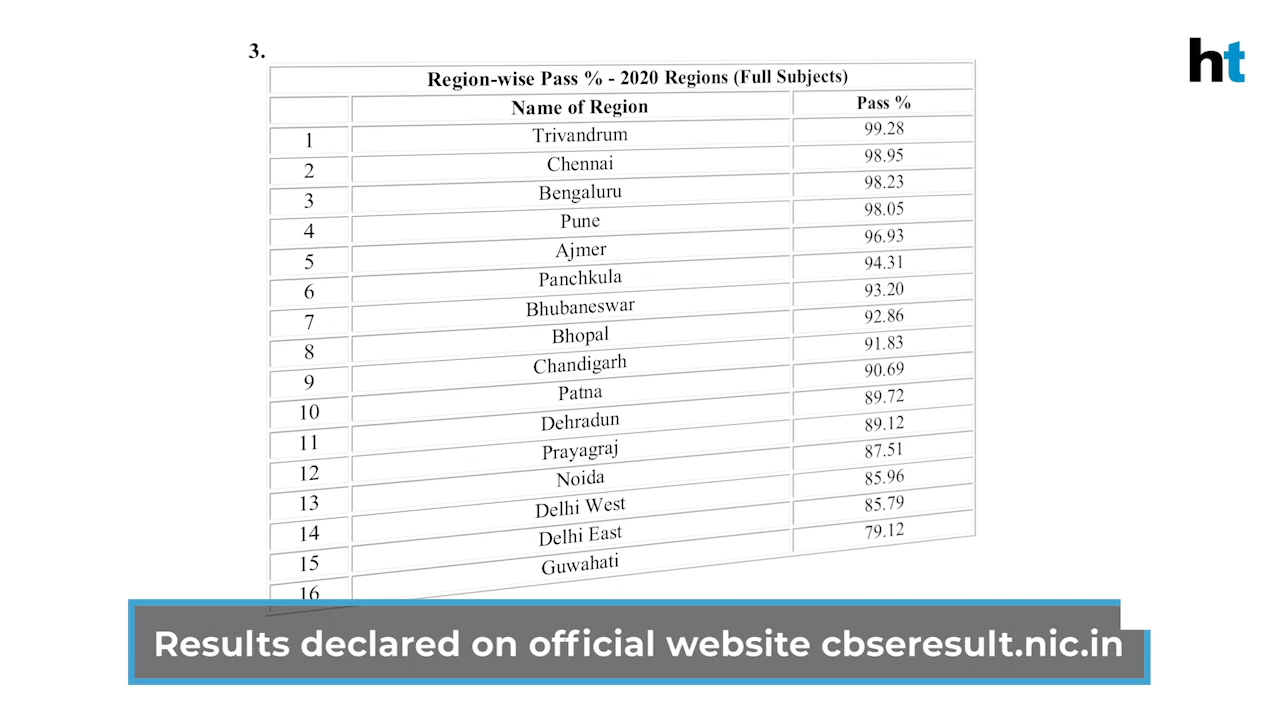 3.
ht
Region-wise Pass % - 2020 Regions (Full Subjects)
Name of Region Pass %
1 Trivandrum 99.28
2 Chennai 98.95
3 Bengaluru 98.23
4 Pune 98.05
5 Ajmer 96.93
6 Panchkula 94.31
7 Bhubaneswar 93.20
8 Bhopal 92.86
9 Chandigarh 91.83
10 Patna 90.69
11 Dehradun 89.72
12 Prayagraj 89.12
13 Noida 87.51
14 Delhi West 85.96
15 Delhi East 85.79
16 Guwahati 79.12
Results declared on official website cbseresult.nic.in